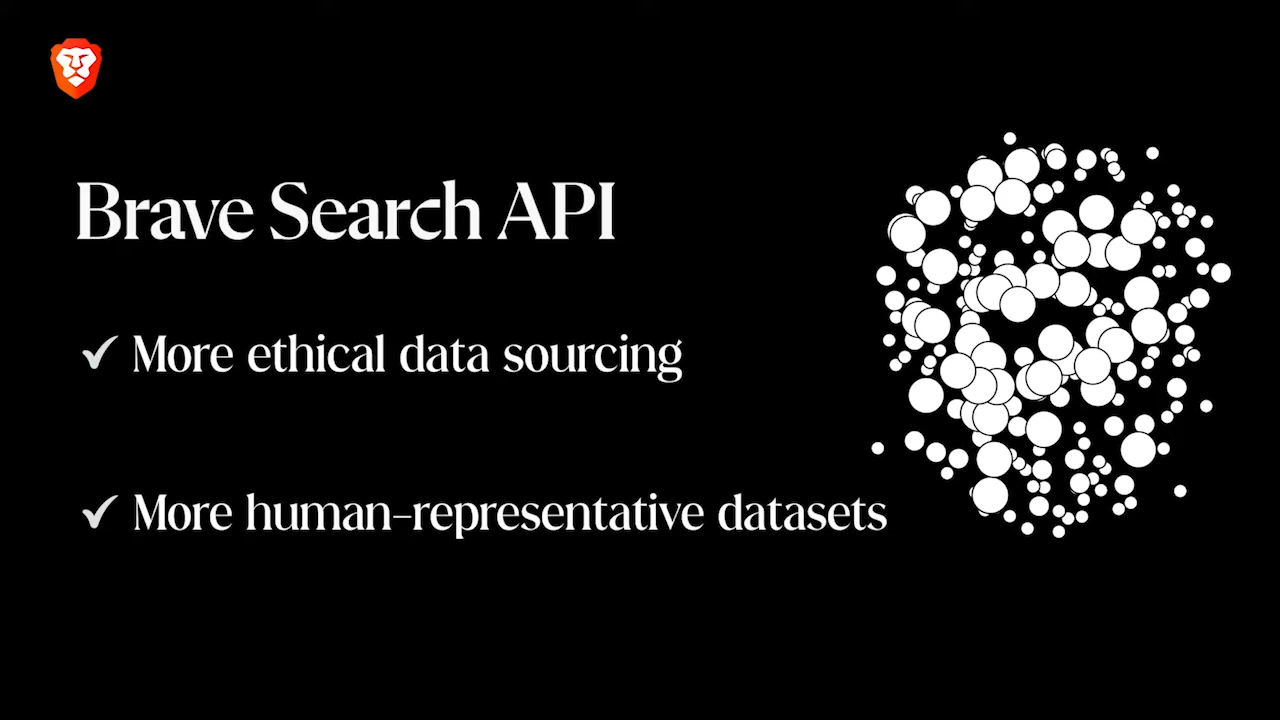 Brave Search API
✓ More ethical data sourcing
✓ More human-representative datasets